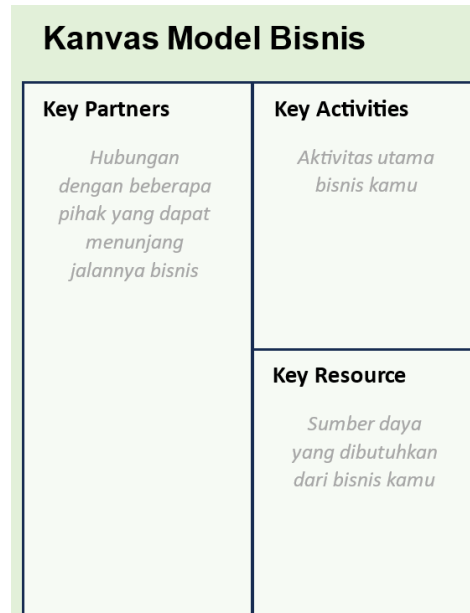 Kanvas Model Bisnis
Key Partners
Hubungan
dengan beberapa
pihak yang dapat
menunjang
jalannya bisnis
Key Activities
Aktivitas utama
bisnis kamu
Key Resource
Sumber daya
yang dibutuhkan
dari bisnis kamu